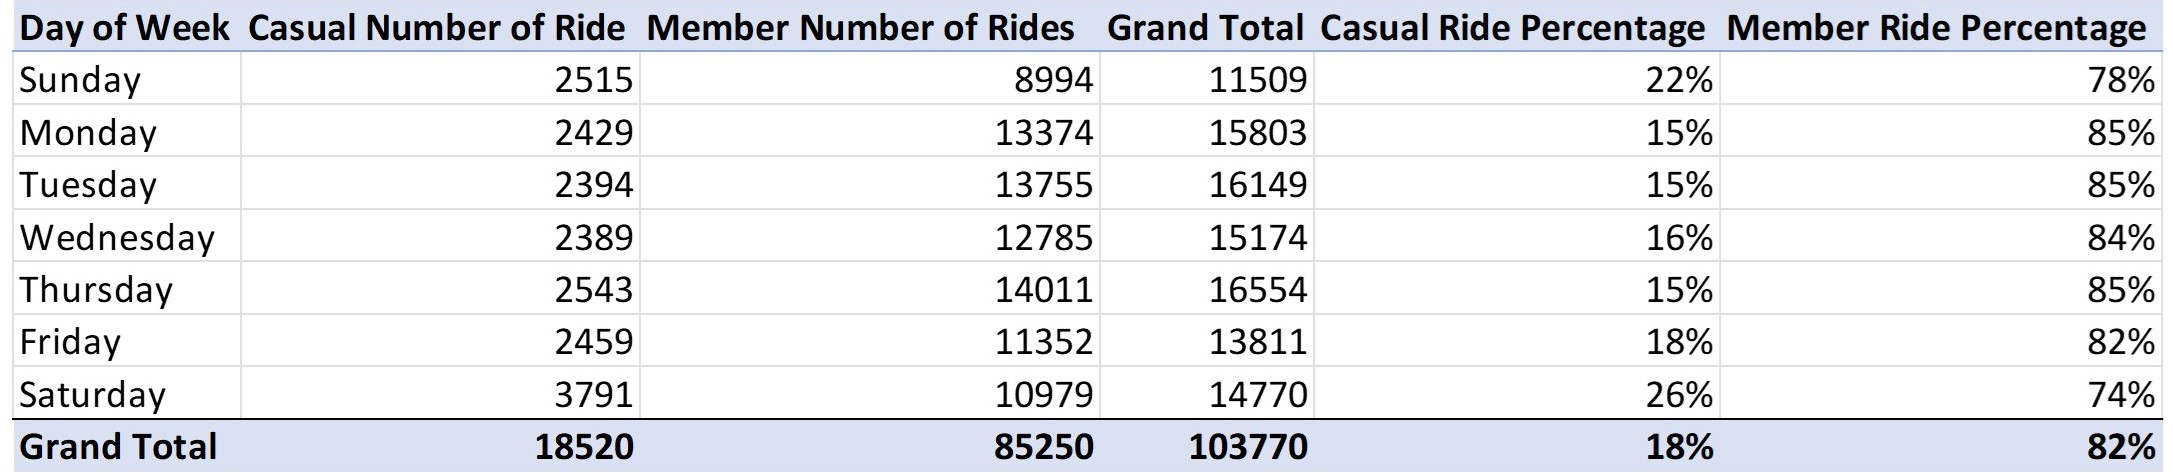 Day of Week Casual Number of Ride Member Number of Rides Grand Total Casual Ride Percentage Member Ride Percentage
Sunday 2515 8994 11509 22% 78%
Monday 2429 13374 15803 15% 85%
Tuesday 2394 13755 16149 15% 85%
Wednesday 2389 12785 15174 16% 84%
Thursday 2543 14011 16554 15% 85%
Friday 2459 11352 13811 18% 82%
Saturday 3791 10979 14770 26% 74%
Grand Total 18520 85250 103770 18% 82%